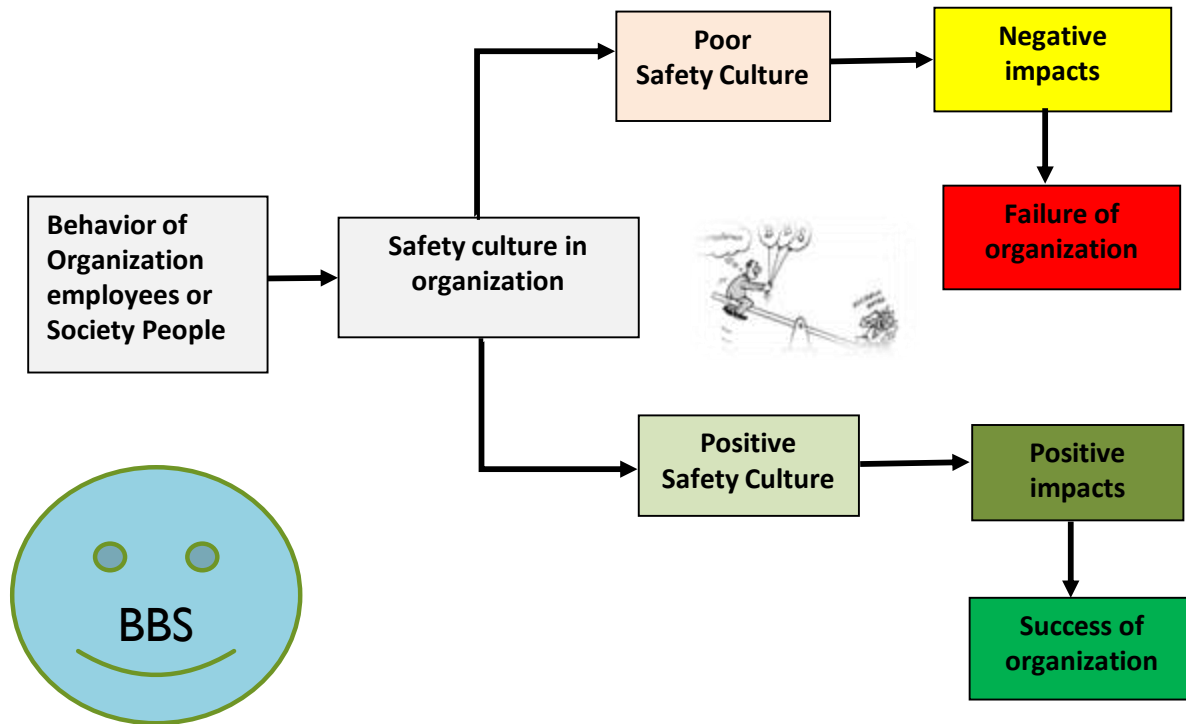 Poor
Safety Culture
Negative
impacts
Failure of
organization
Behavior of
Organization
employees or
Society People
Safety culture in
organization
B B S
Positive
Safety Culture
Positive
impacts
Success of
organization
BBS